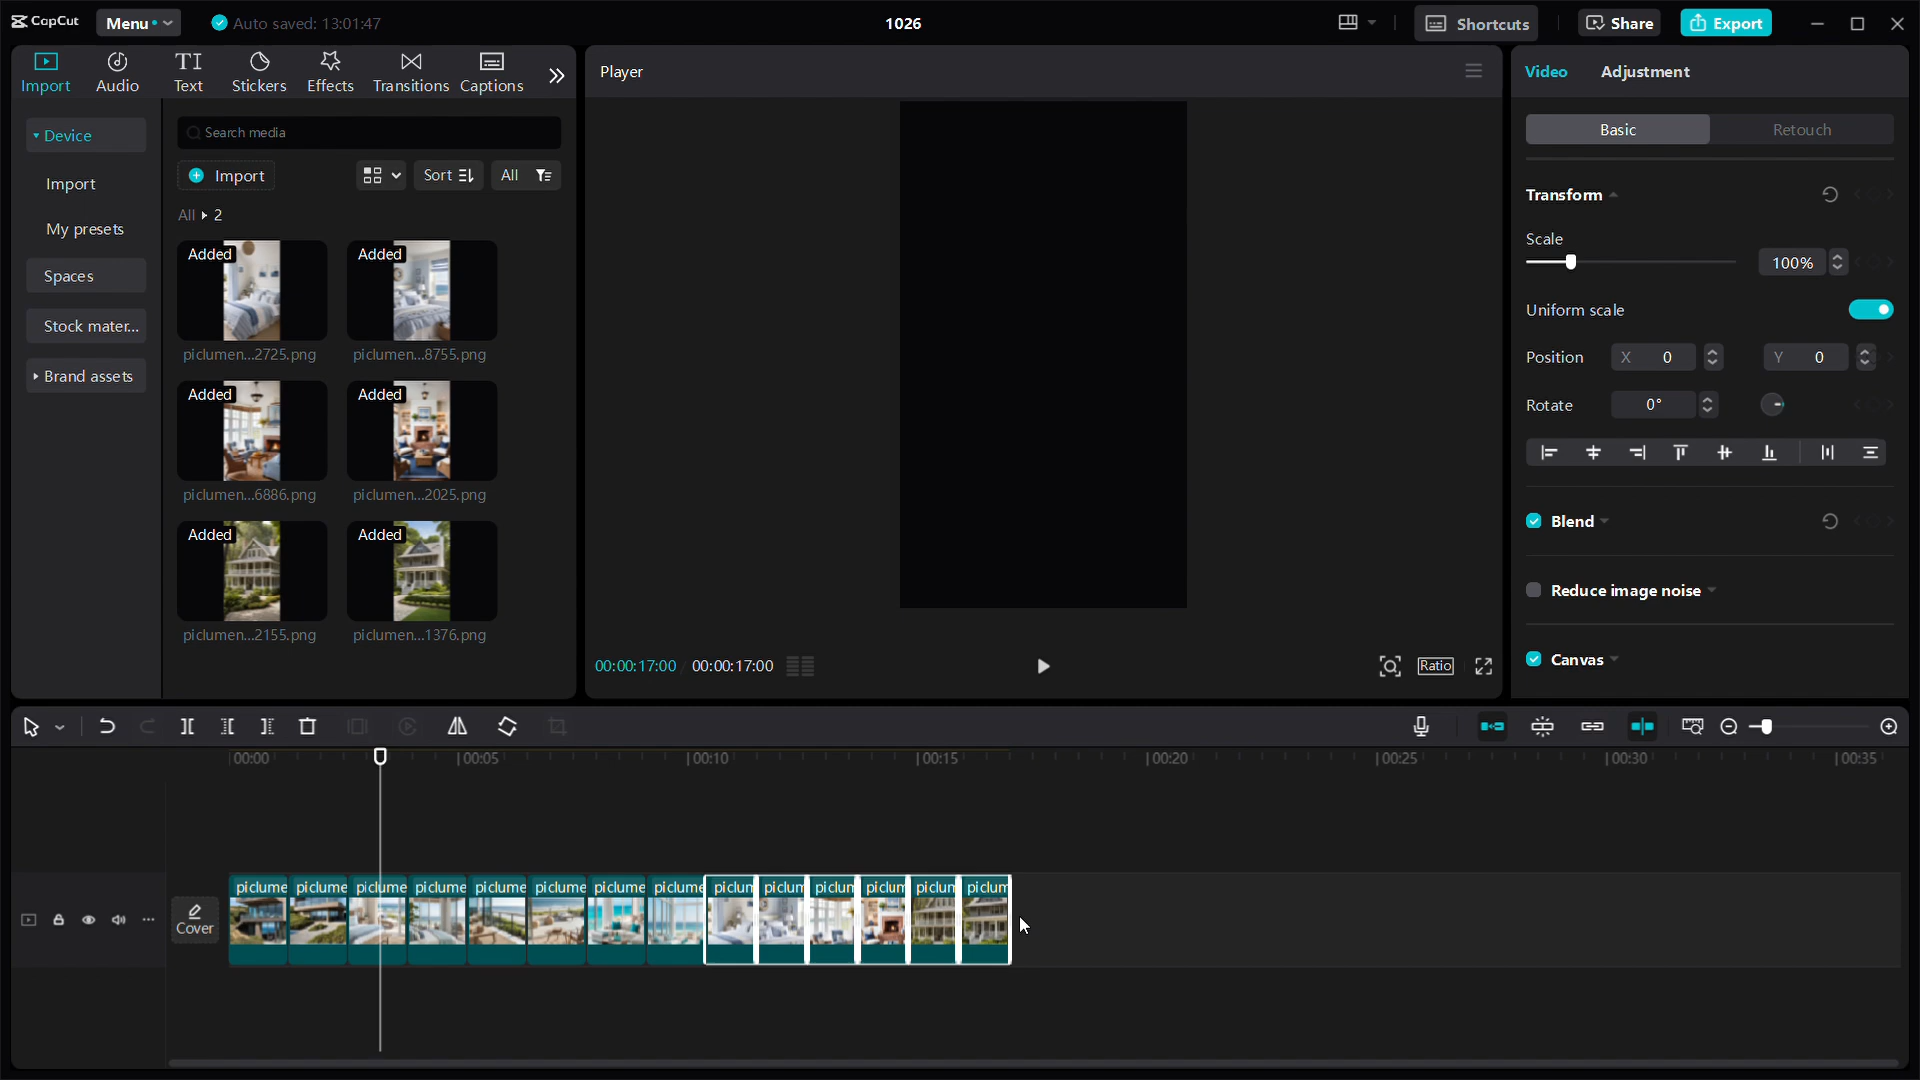 CapCut
Menu
Auto saved: 13:01:47
1026
Shortcuts
Share
Export
Import
Audio
TI
Text
Stickers
Effects
Transitions
Captions
Device
Import
My presets
Spaces
Stock mater...
Brand assets
Search media
Import
Sort
All
All ▸ 2
Added
Added
piclumen...2725.png
piclumen...8755.png
Added
Added
piclumen...6886.png
piclumen...2025.png
Added
Added
piclumen...2155.png
piclumen...1376.png
Player
00:00:17:00
00:00:17:00
Ratio
Video
Adjustment
Basic
Retouch
Transform
Scale
100%
Uniform scale
Position
X 0
Y 0
Rotate
0°
Blend
Reduce image noise
Canvas
00:00
00:05
00:10
00:15
00:20
00:25
00:30
00:35
Cover
piclume
piclume
piclume
piclume
piclume
piclume
piclume
piclume
piclum
piclum
piclum
piclum
piclum
piclum